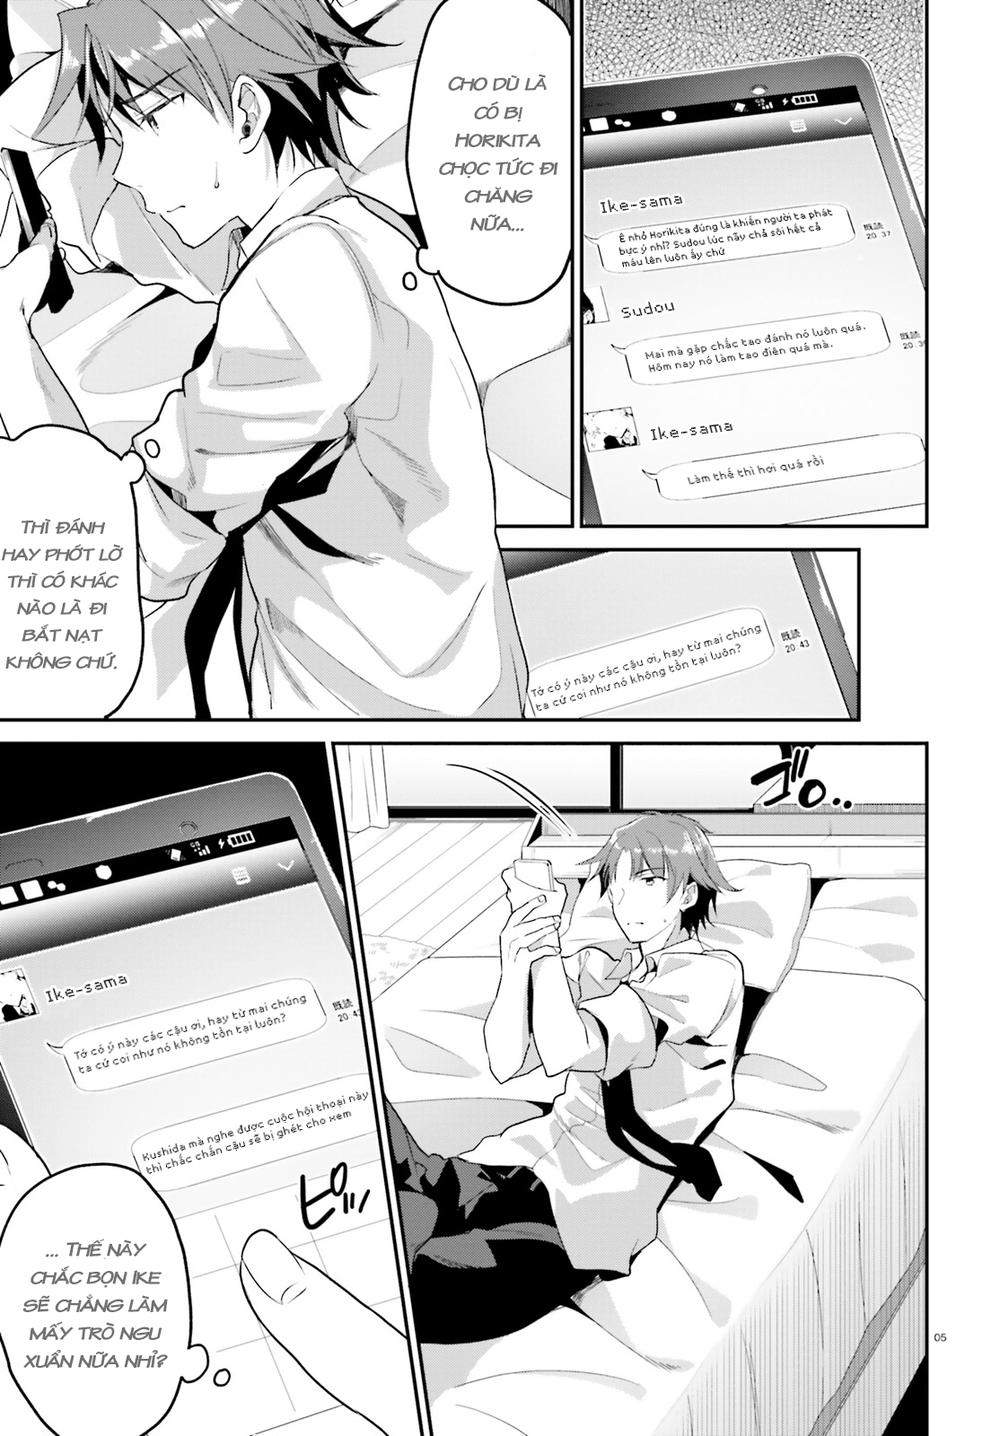 Ike-sama
Ê nhỏ Horikita đúng là khiến người ta phát
bực ý nhỉ? Sudou lúc nãy chả sôi hết cả
máu lên luôn ấy chứ
既読
20 37
Sudou
Mai mà gặp chắc tao đánh nó luôn quá.
Hôm nay nó làm tao điên quá mà.
既読
Ike-sama
Làm thế thì hơi quá rồi
CHO DÙ LÀ
CÓ BỊ
HORIKITA
CHỌC TỨC ĐI
CHĂNG
NỮA...
THÌ ĐÁNH
HAY PHỚT LỜ
THÌ CÓ KHÁC
NÀO LÀ ĐI
BẮT NẠT
KHÔNG CHỨ.
Tớ có ý này các cậu ơi, hay từ mai chúng
ta cứ coi như nó không tồn tại luôn?
既読
20 43
ゴロ..
Ike-sama
Tớ có ý này các cậu ơi, hay từ mai chúng
ta cứ coi như nó không tồn tại luôn?
既読
20 43
Kushida mà nghe được cuộc hội thoại này
thì chắc chắn cậu sẽ bị ghét cho xem
ピッ
... THẾ NÀY
CHẮC BỌN IKE
SẼ CHẲNG LÀM
MẤY TRÒ NGU
XUẨN NỮA NHỈ?
05